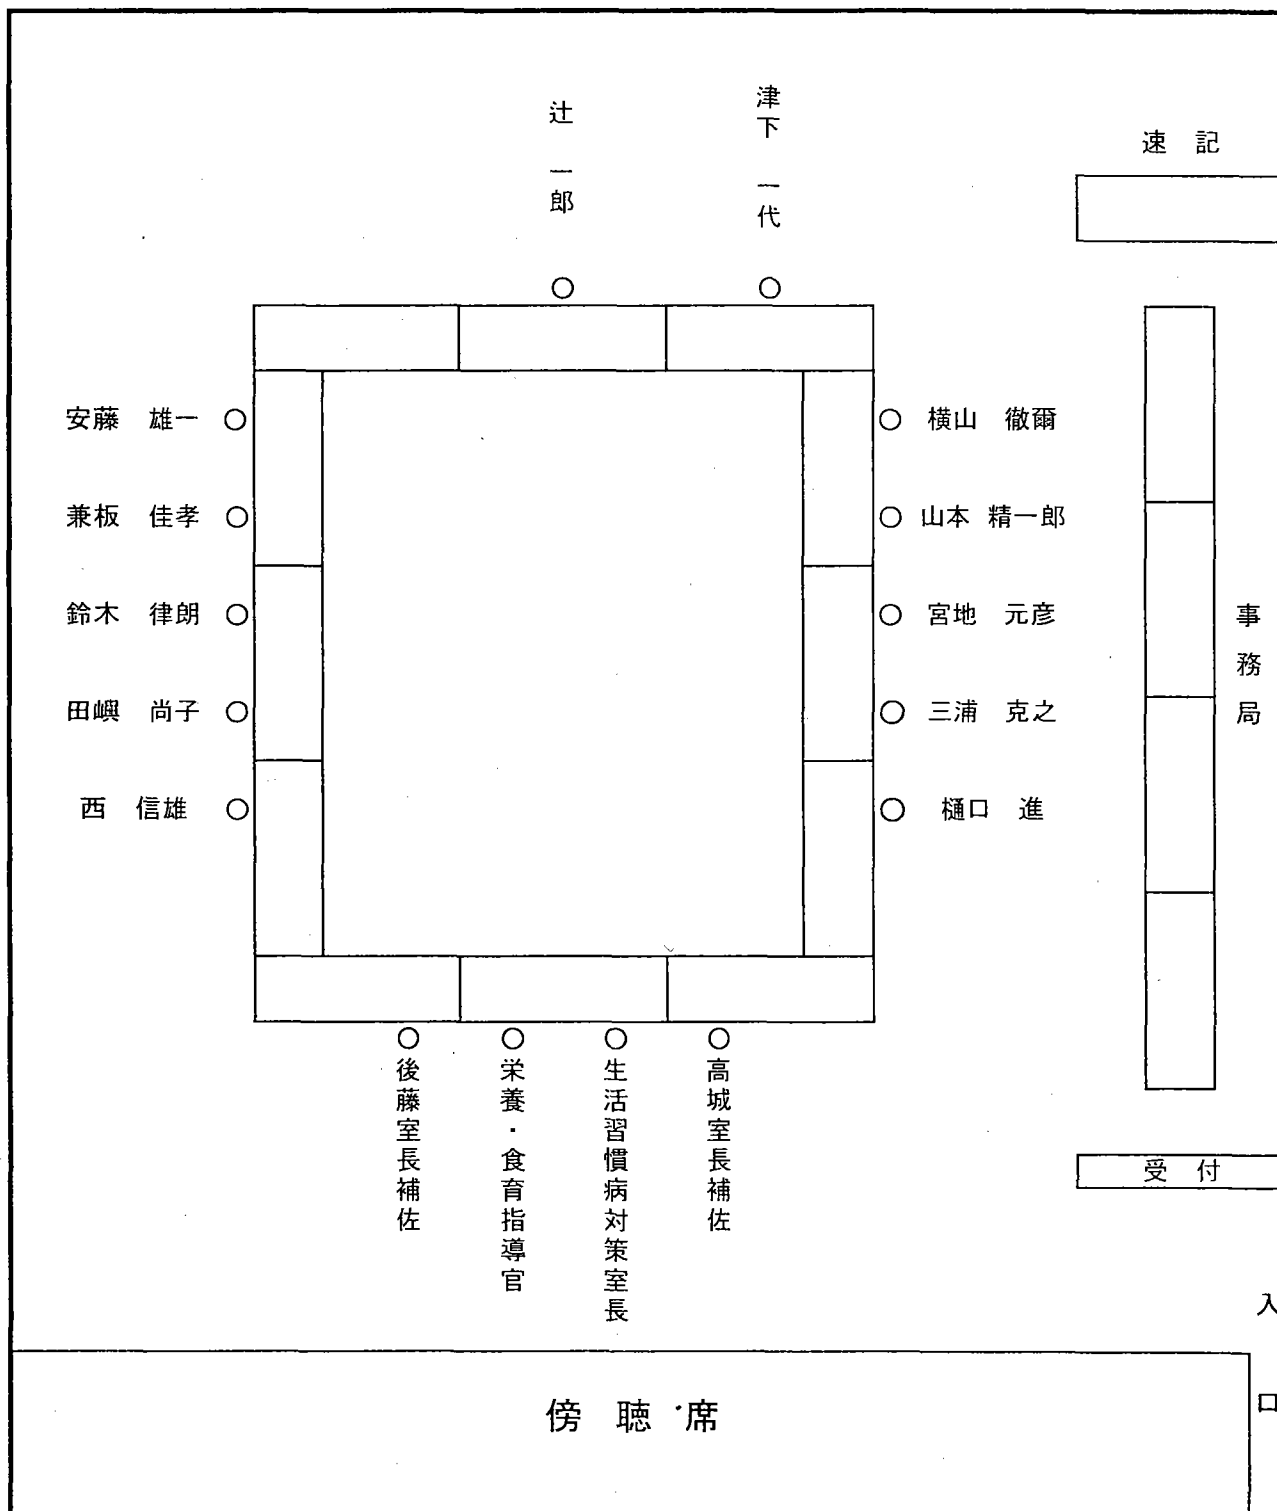 辻 一郎
津下 一代
速記
安藤 雄一
横山 徹爾
兼板 佳孝
山本 精一郎
鈴木 律朗
宮地 元彦
田嶼 尚子
三浦 克之
西 信雄
樋口 進
事務局
後藤室長補佐
栄養・食育指導官
生活習慣病対策室長
高城室長補佐
受付
入口
傍聴席